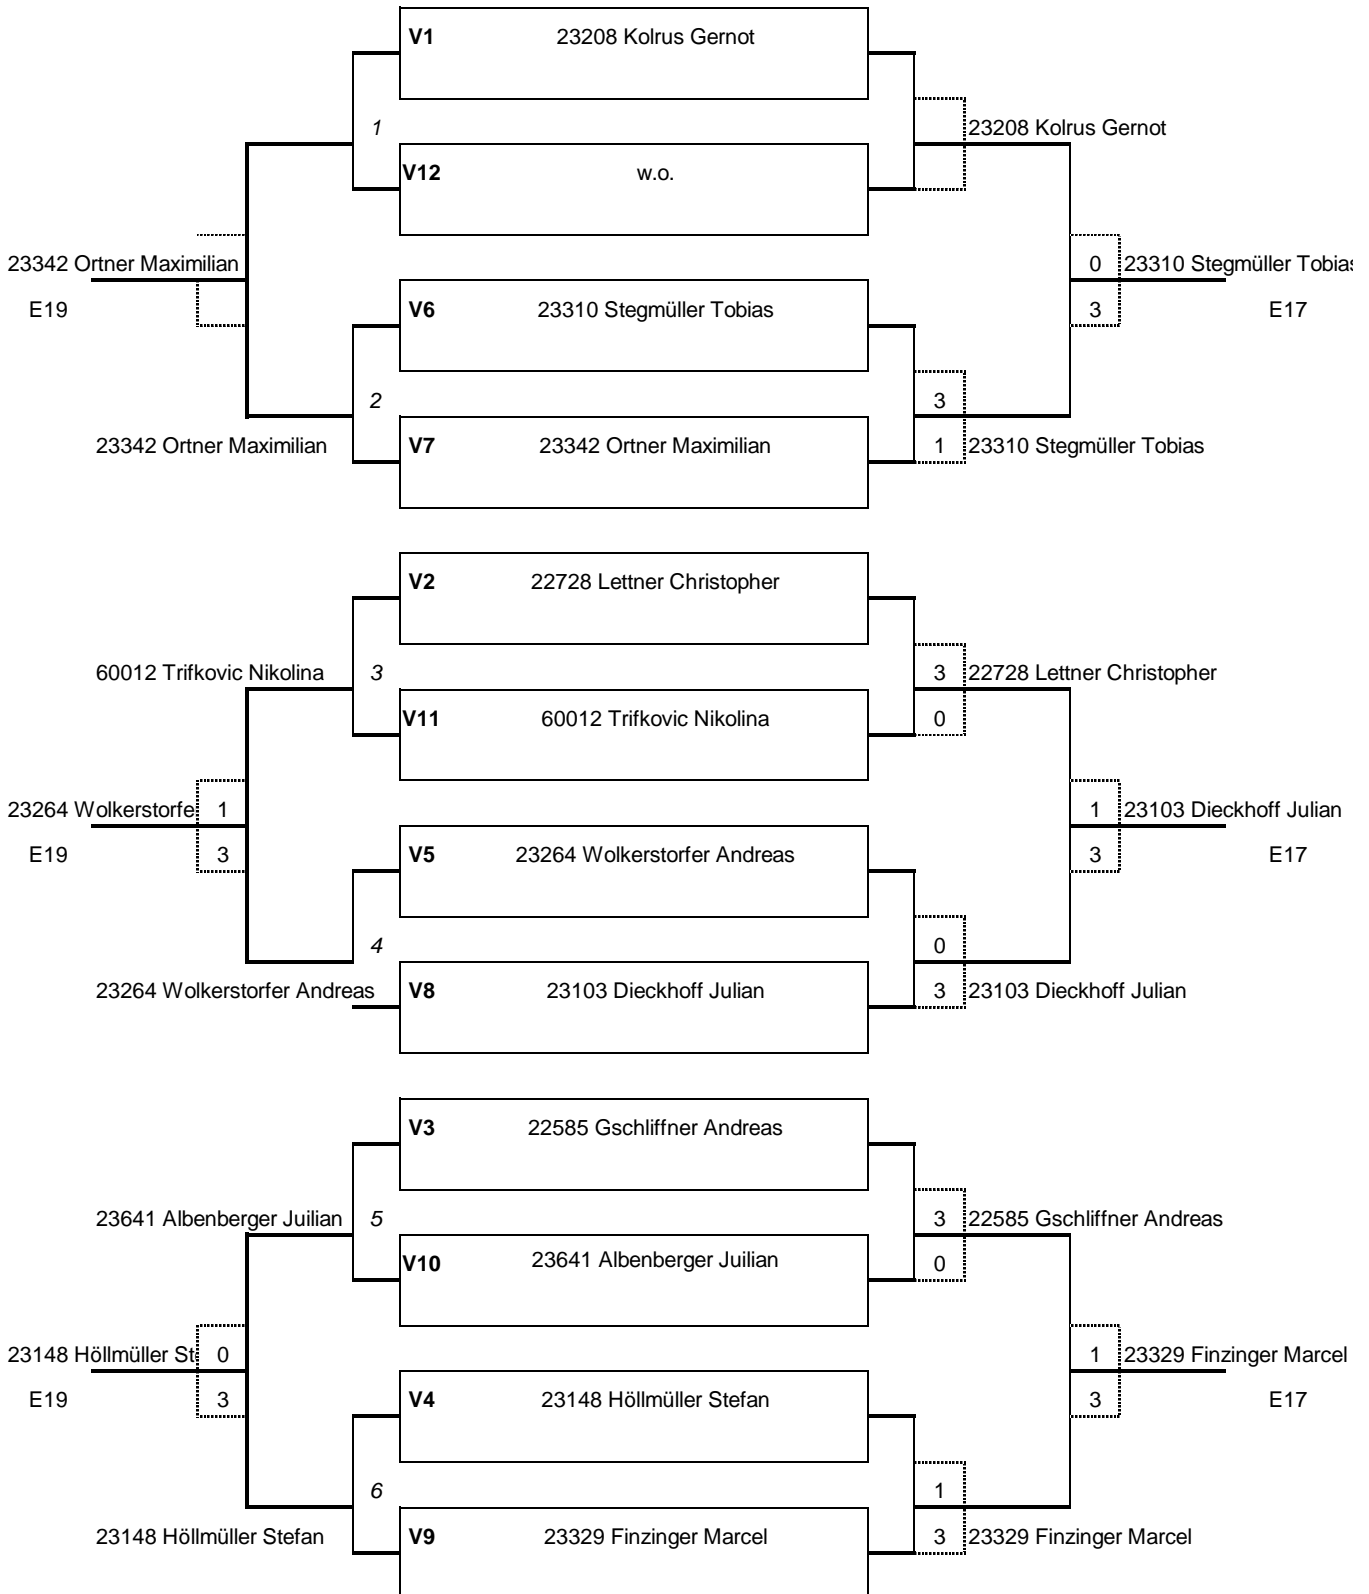 V1 23208 Kolrus Gernot
1 23208 Kolrus Gernot
V12 w.o.
23342 Ortner Maximilian 0 23310 Stegmüller Tobias
E19 V6 23310 Stegmüller Tobias 3 E17
2 3
23342 Ortner Maximilian V7 23342 Ortner Maximilian 1 23310 Stegmüller Tobias
V2 22728 Lettner Christopher
60012 Trifkovic Nikolina 3 3 22728 Lettner Christopher
V11 60012 Trifkovic Nikolina 0
23264 Wolkerstorfe 1 1 23103 Dieckhoff Julian
E19 3 V5 23264 Wolkerstorfer Andreas 3 E17
4 0
23264 Wolkerstorfer Andreas V8 23103 Dieckhoff Julian 3 23103 Dieckhoff Julian
V3 22585 Gschliffner Andreas
23641 Albenberger Juilian 5 3 22585 Gschliffner Andreas
V10 23641 Albenberger Juilian 0
23148 Höllmüller St 0 1 23329 Finzinger Marcel
E19 3 V4 23148 Höllmüller Stefan 3 E17
6 1
23148 Höllmüller Stefan V9 23329 Finzinger Marcel 3 23329 Finzinger Marcel